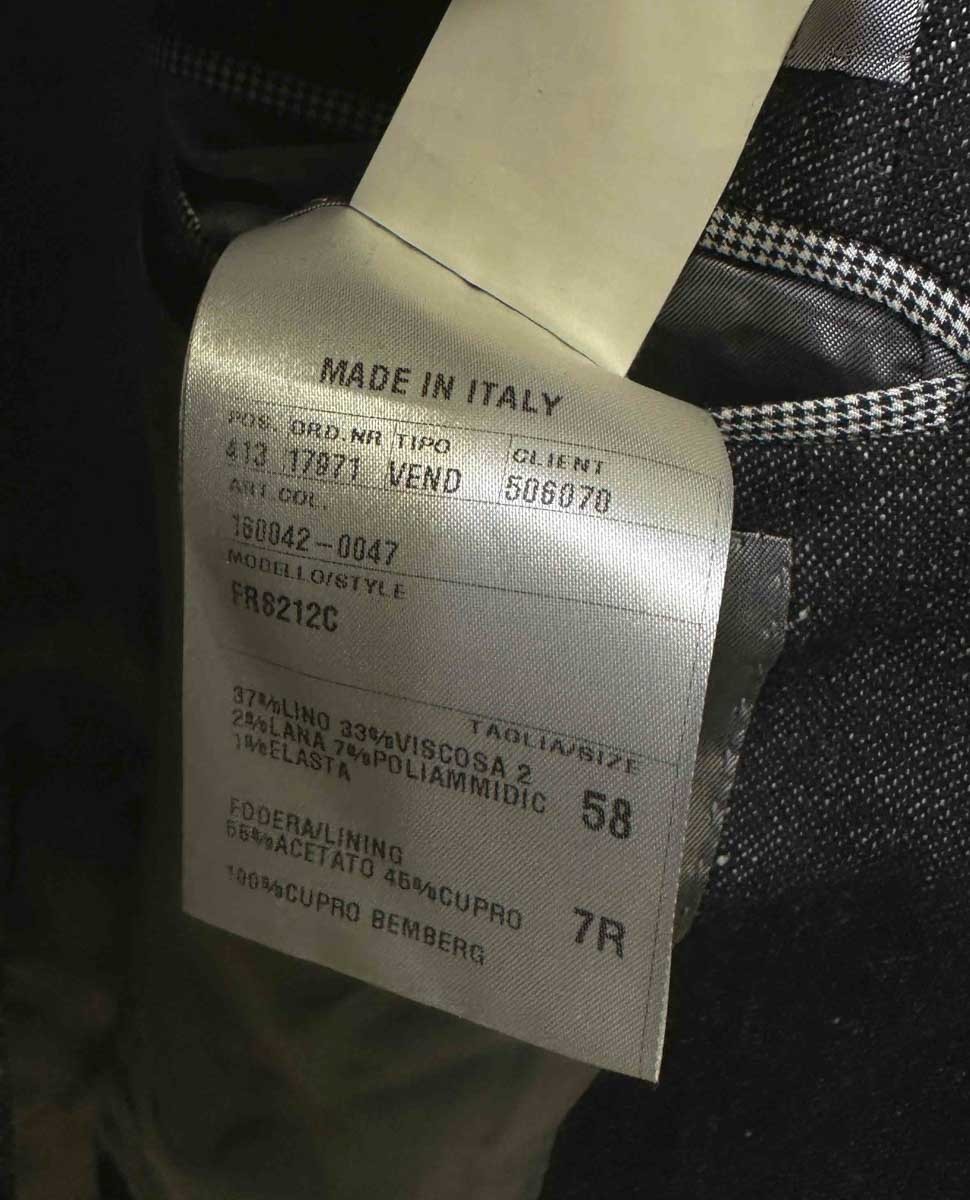 MADE IN ITALY
POS. ORD.NR TIPO CLIENT
413 17971 VEND 506070
ART.COL.
160042-0047
MODELLO/STYLE
FR8212C
TAGLIA/SIZE
37%LINO 33%VISCOSA 2
2%LANA 7%POLIAMMIDIC
1%ELASTA
58
FODERA/LINING
55%ACETATO 45%CUPRO
7R
100%CUPRO BEMBERG